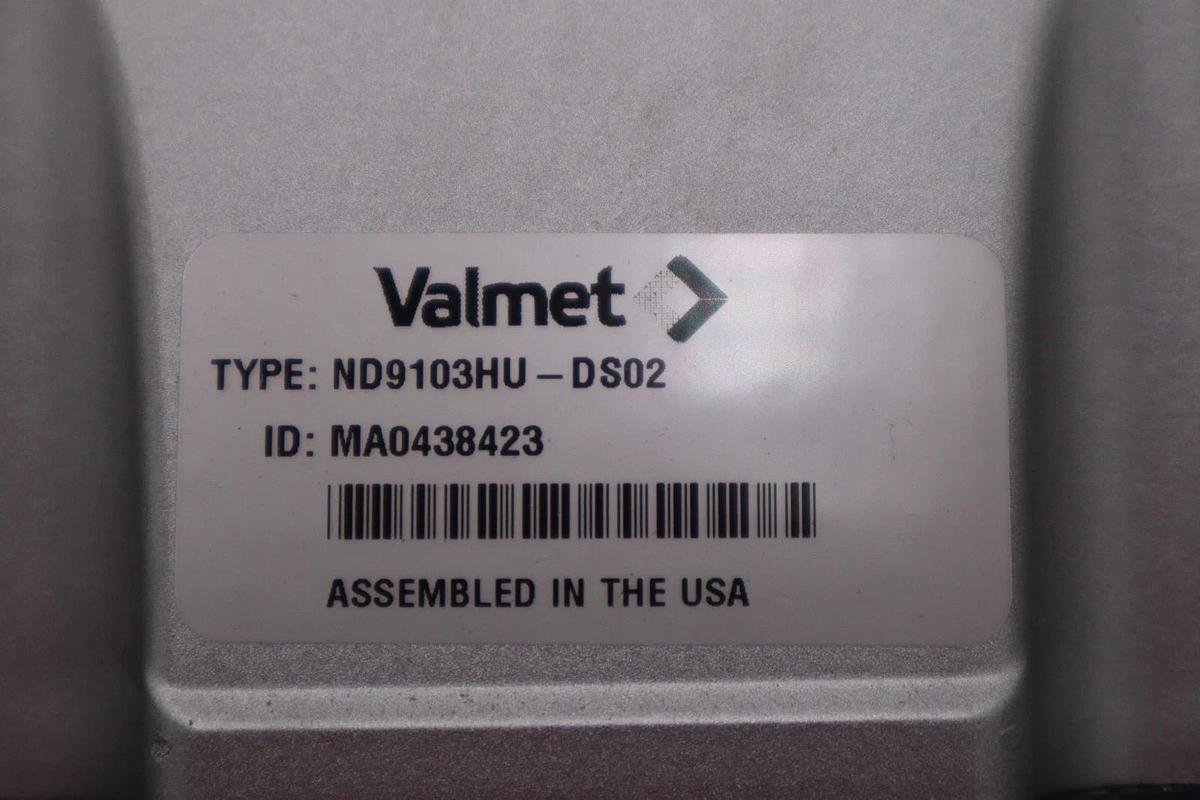 Valmet
TYPE: ND9103HU – DS02
ID: MA0438423
ASSEMBLED IN THE USA